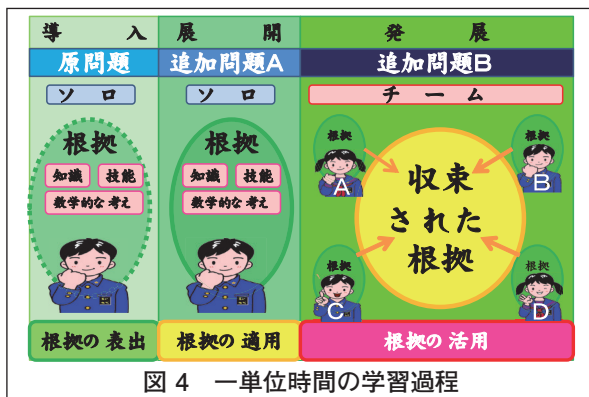 導入
原問題
ソロ
根拠
知識 技能
数学的な考え
根拠の表出
展開
追加問題A
ソロ
根拠
知識 技能
数学的な考え
根拠の適用
発展
追加問題B
チーム
根拠
A
根拠
B
収束
された
根拠
根拠
C
根拠
D
根拠の活用
図4 一単位時間の学習過程